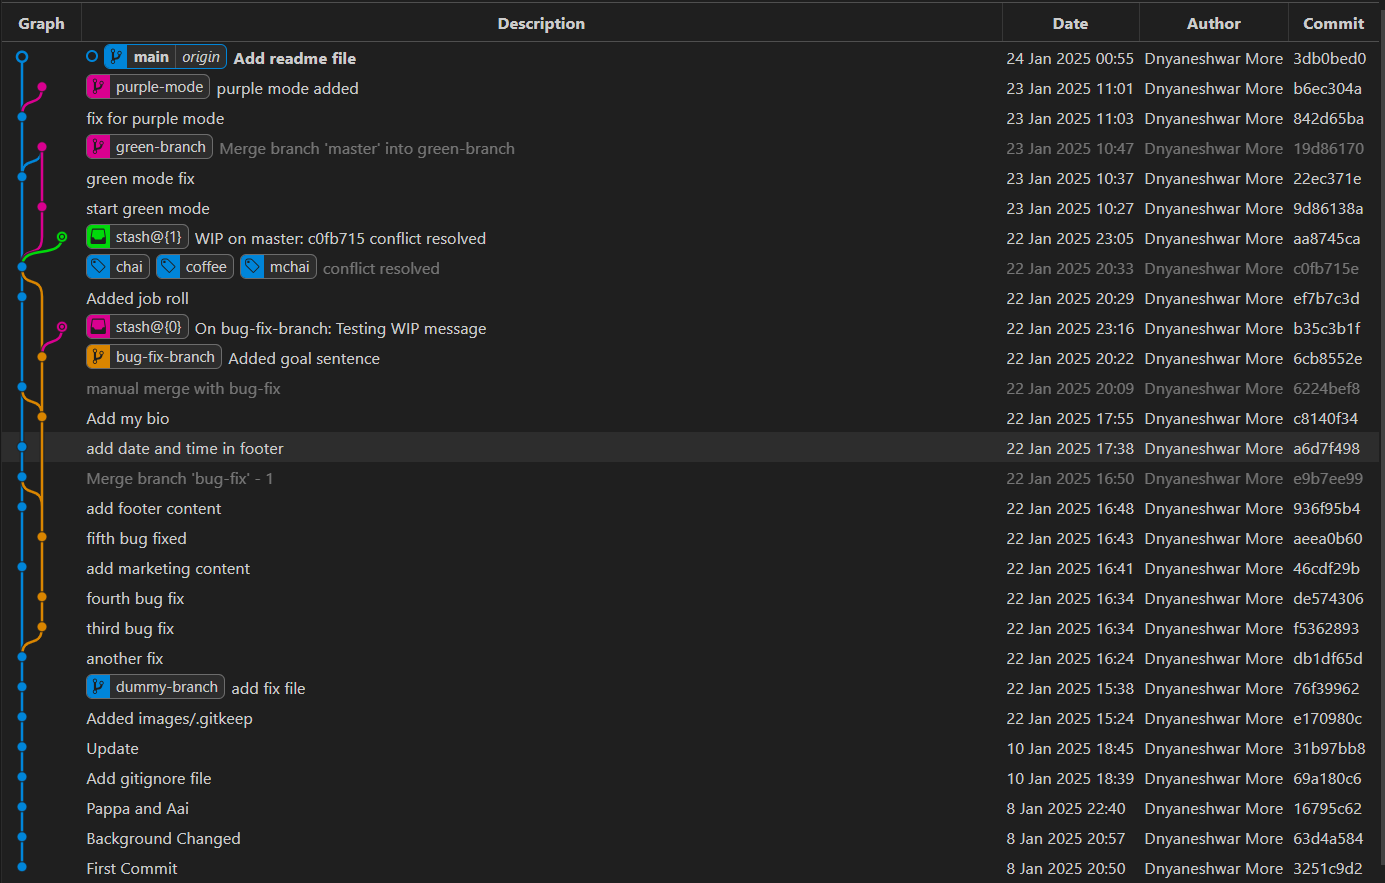 Graph Description Date Author Commit
main origin Add readme file 24 Jan 2025 00:55 Dnyaneshwar More 3db0bed0
purple-mode purple mode added 23 Jan 2025 11:01 Dnyaneshwar More b6ec304a
fix for purple mode 23 Jan 2025 11:03 Dnyaneshwar More 842d65ba
green-branch Merge branch 'master' into green-branch 23 Jan 2025 10:47 Dnyaneshwar More 19d86170
green mode fix 23 Jan 2025 10:37 Dnyaneshwar More 22ec371e
start green mode 23 Jan 2025 10:27 Dnyaneshwar More 9d86138a
stash@{1} WIP on master: c0fb715 conflict resolved 22 Jan 2025 23:05 Dnyaneshwar More aa8745ca
chai coffee mchai conflict resolved 22 Jan 2025 20:33 Dnyaneshwar More c0fb715e
Added job roll 22 Jan 2025 20:29 Dnyaneshwar More ef7b7c3d
stash@{0} On bug-fix-branch: Testing WIP message 22 Jan 2025 23:16 Dnyaneshwar More b35c3b1f
bug-fix-branch Added goal sentence 22 Jan 2025 20:22 Dnyaneshwar More 6cb8552e
manual merge with bug-fix 22 Jan 2025 20:09 Dnyaneshwar More 6224bef8
Add my bio 22 Jan 2025 17:55 Dnyaneshwar More c8140f34
add date and time in footer 22 Jan 2025 17:38 Dnyaneshwar More a6d7f498
Merge branch 'bug-fix' - 1 22 Jan 2025 16:50 Dnyaneshwar More e9b7ee99
add footer content 22 Jan 2025 16:48 Dnyaneshwar More 936f95b4
fifth bug fixed 22 Jan 2025 16:43 Dnyaneshwar More aeea0b60
add marketing content 22 Jan 2025 16:41 Dnyaneshwar More 46cdf29b
fourth bug fix 22 Jan 2025 16:34 Dnyaneshwar More de574306
third bug fix 22 Jan 2025 16:34 Dnyaneshwar More f5362893
another fix 22 Jan 2025 16:24 Dnyaneshwar More db1df65d
dummy-branch add fix file 22 Jan 2025 15:38 Dnyaneshwar More 76f39962
Added images/.gitkeep 22 Jan 2025 15:24 Dnyaneshwar More e170980c
Update 10 Jan 2025 18:45 Dnyaneshwar More 31b97bb8
Add gitignore file 10 Jan 2025 18:39 Dnyaneshwar More 69a180c6
Pappa and Aai 8 Jan 2025 22:40 Dnyaneshwar More 16795c62
Background Changed 8 Jan 2025 20:57 Dnyaneshwar More 63d4a584
First Commit 8 Jan 2025 20:50 Dnyaneshwar More 3251c9d2